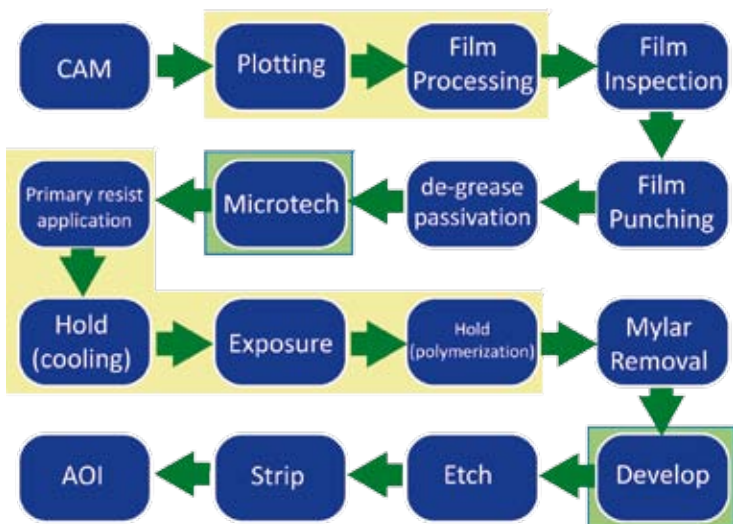 CAM
Plotting
Film
Processing
Film
Inspection
Primary resist
application
Microtech
de-grease
passivation
Film
Punching
Hold
(cooling)
Exposure
Hold
(polymerization)
Mylar
Removal
AOI
Strip
Etch
Develop